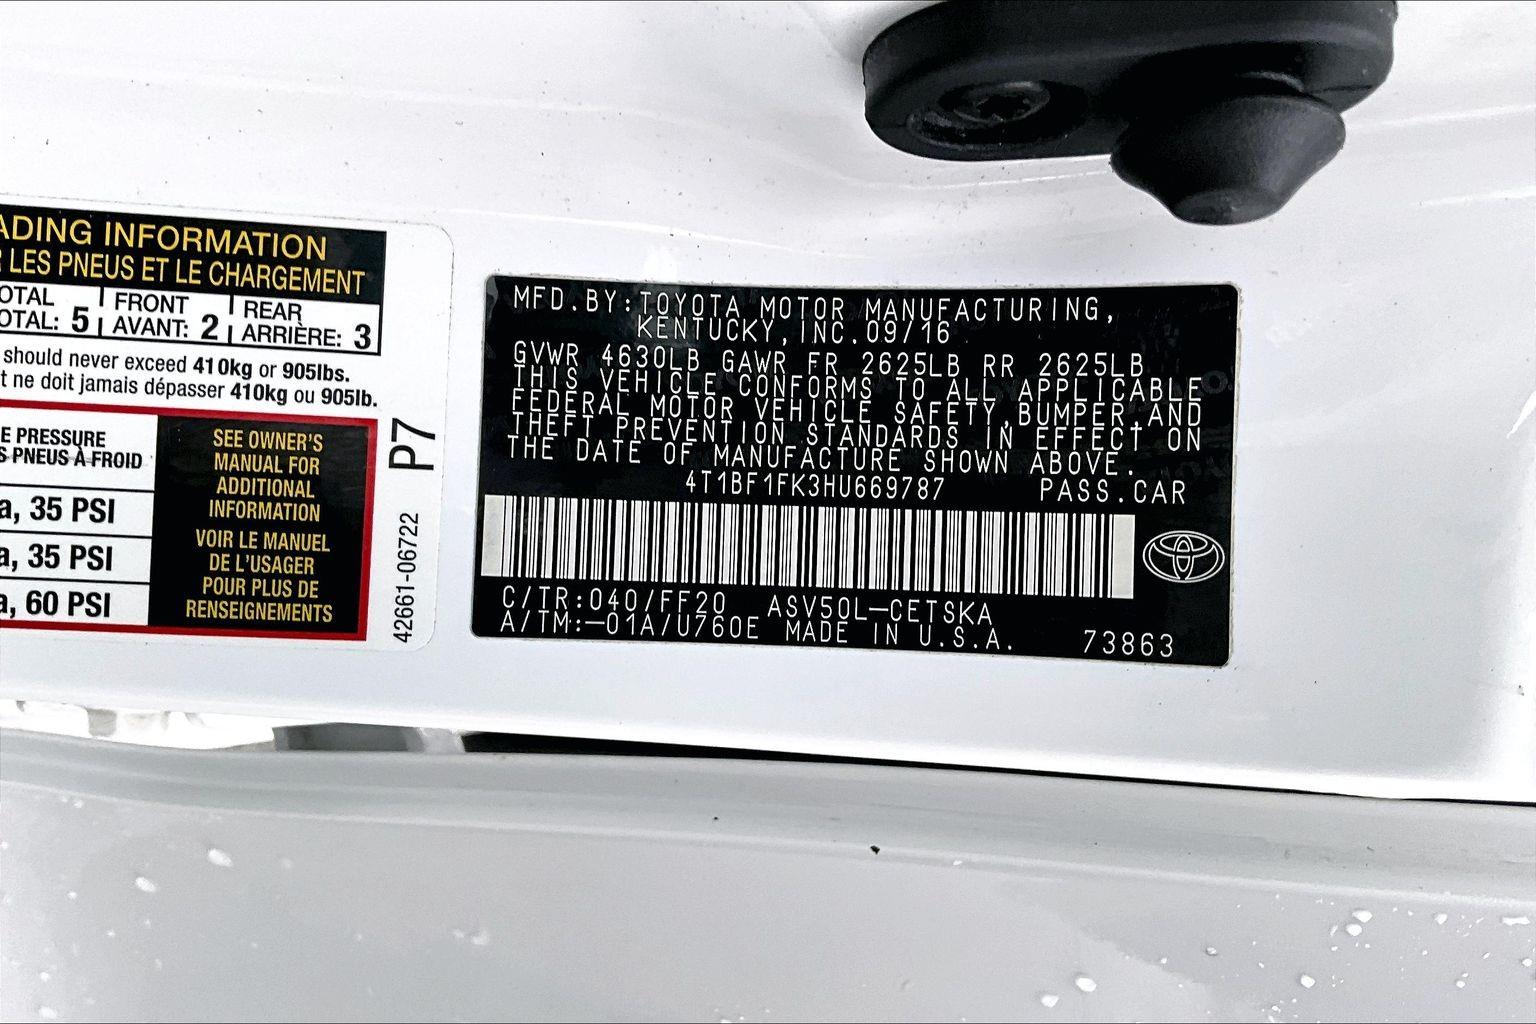 ADING INFORMATION
LES PNEUS ET LE CHARGEMENT
OTAL | FRONT | REAR
OTAL: 5 | AVANT: 2 | ARRIÈRE: 3
should never exceed 410kg or 905lbs.
t ne doit jamais dépasser 410kg ou 905lb.
E PRESSURE
S PNEUS À FROID
a, 35 PSI
a, 35 PSI
a, 60 PSI
SEE OWNER'S
MANUAL FOR
ADDITIONAL
INFORMATION
VOIR LE MANUEL
DE L'USAGER
POUR PLUS DE
RENSEIGNEMENTS
42661-06722 P7
MFD.BY:TOYOTA MOTOR MANUFACTURING,
KENTUCKY,INC.09/16
GVWR 4630LB GAWR FR 2625LB RR 2625LB
THIS VEHICLE CONFORMS TO ALL APPLICABLE
FEDERAL MOTOR VEHICLE SAFETY,BUMPER,AND
THEFT PREVENTION STANDARDS IN EFFECT ON
THE DATE OF MANUFACTURE SHOWN ABOVE.
4T1BF1FK3HU669787 PASS.CAR
C/TR:040/FF20 ASV50L-CETSKA
A/TM:-01A/U760E MADE IN U.S.A. 73863